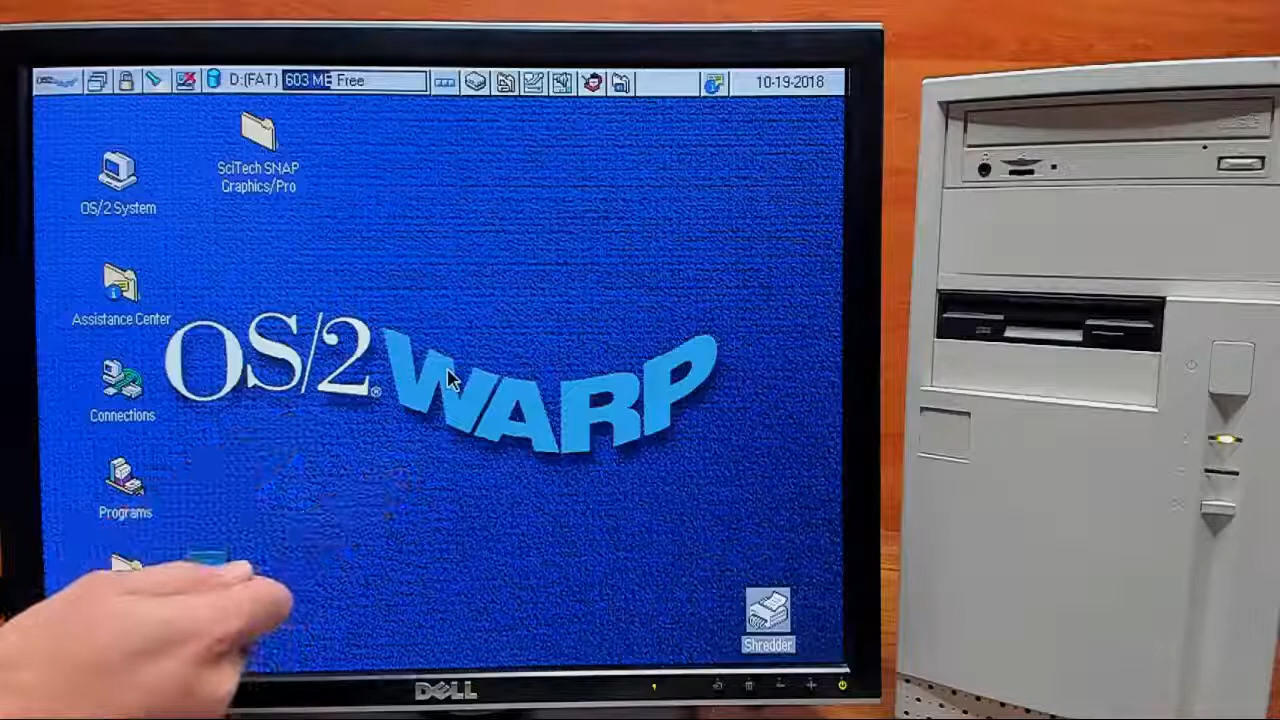 D:(FAT) 603 MB Free
10-19-2018
SciTech SNAP
Graphics/Pro
OS/2 System
Assistance Center
OS/2® WARP
Connections
Programs
Shredder
DELL